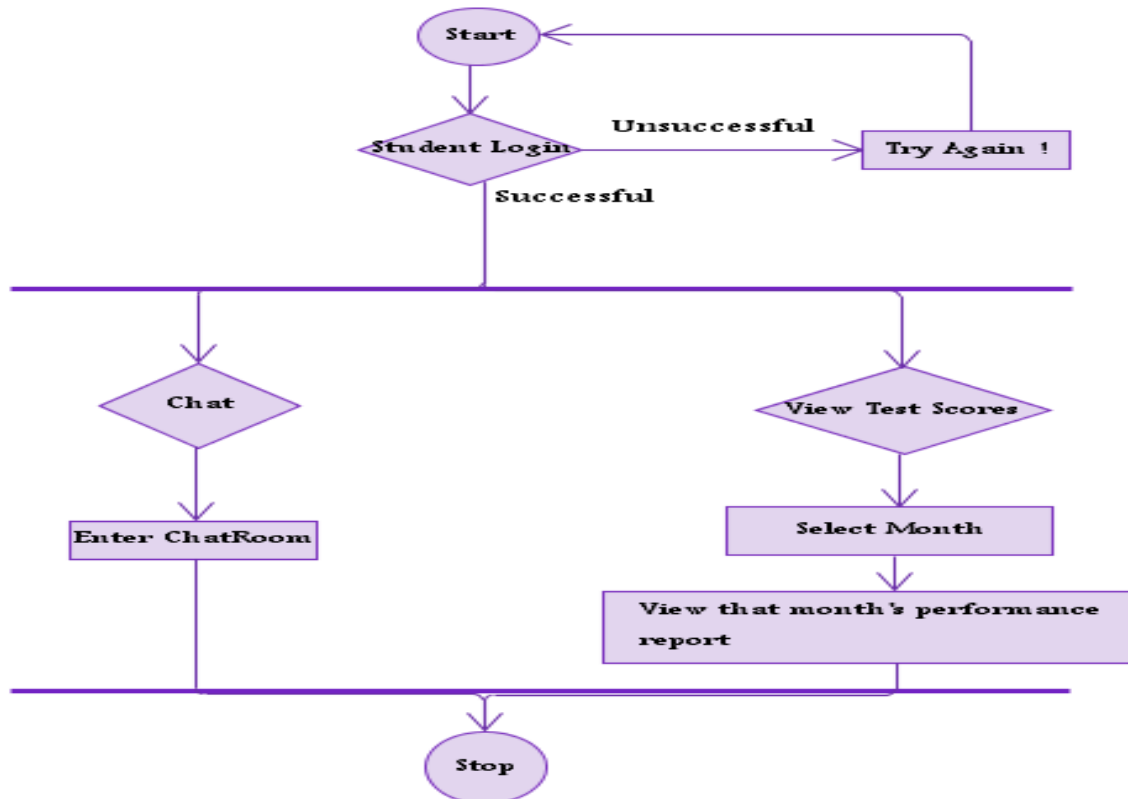 Start
Unsuccessful
Student Login
Try Again !
Successful
Chat
View Test Scores
Enter ChatRoom
Select Month
View that month's performance
report
Stop